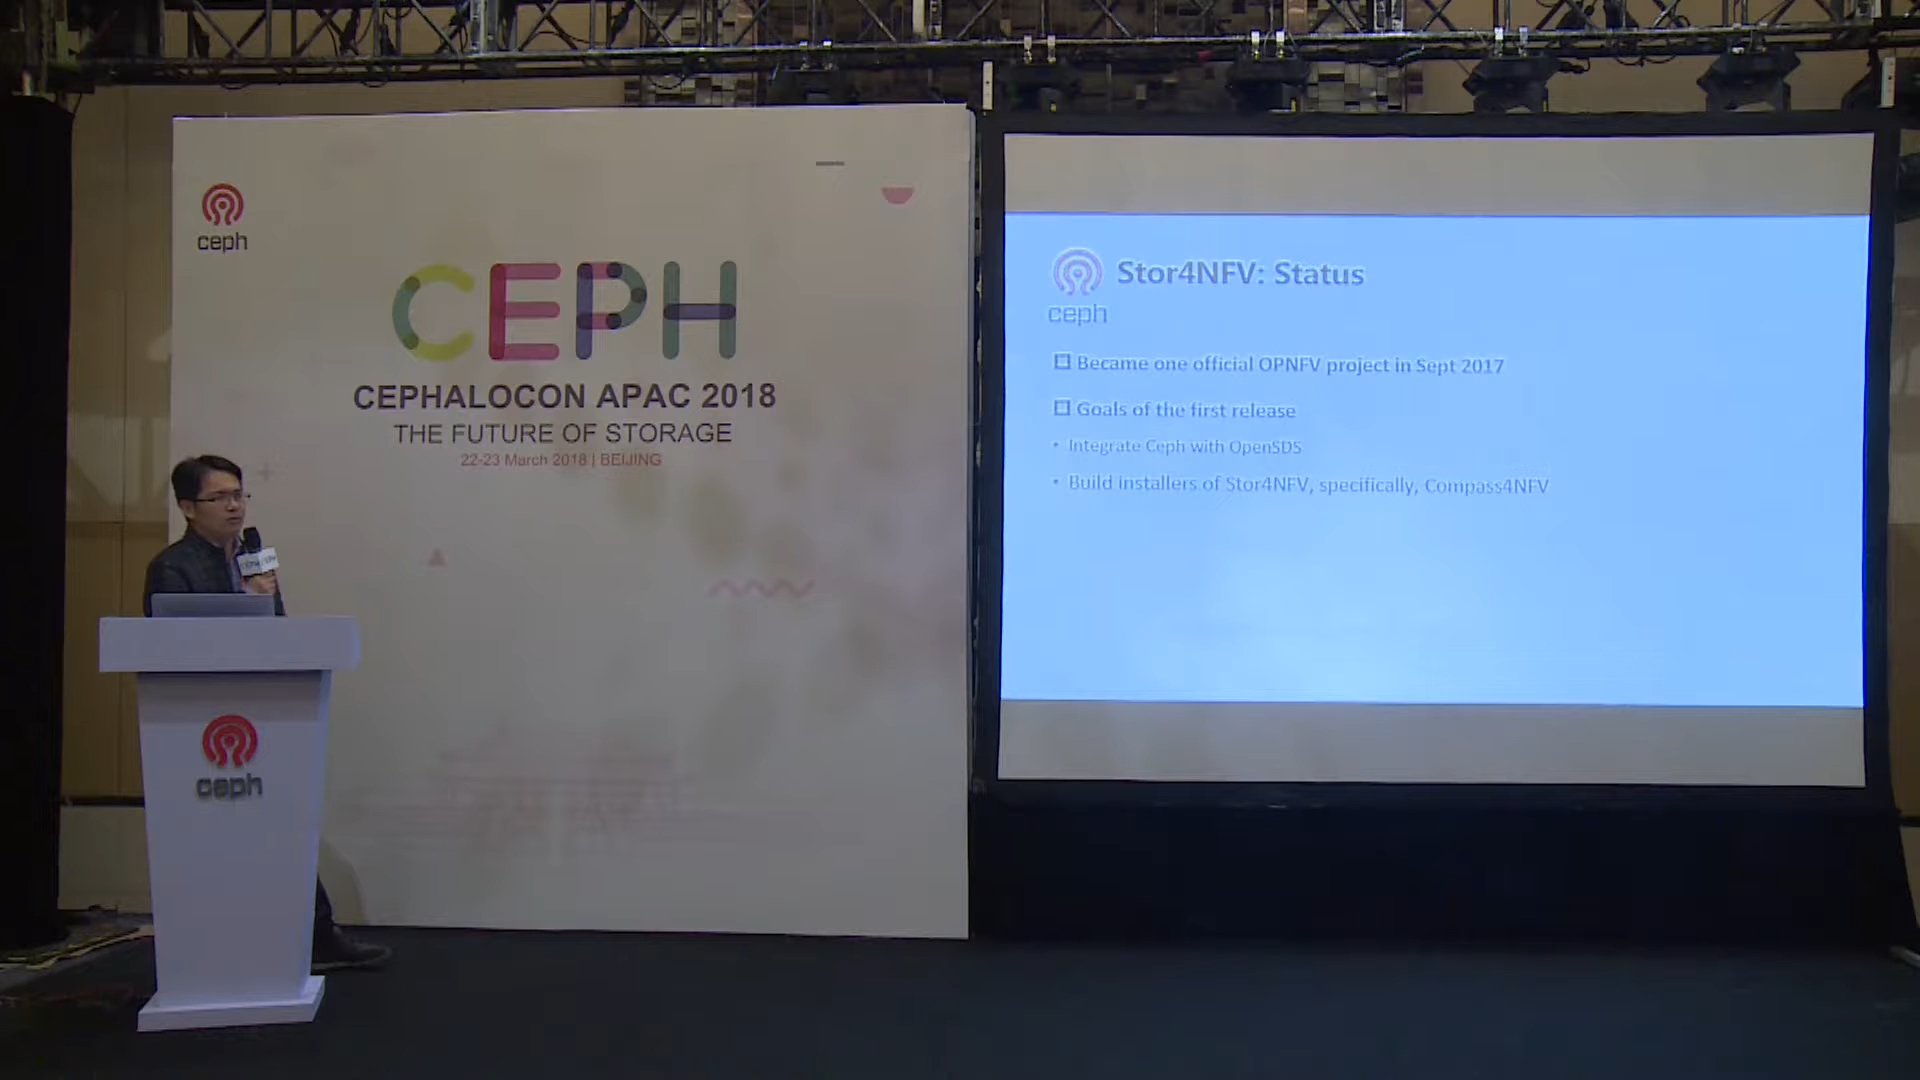 ceph
CEPH
CEPHALOCON APAC 2018
THE FUTURE OF STORAGE
22-23 March 2018 | BEIJING
ceph
Stor4NFV: Status
ceph
Became one official OPNFV project in Sept 2017
Goals of the first release
• Integrate Ceph with OpenSDS
• Build installers of Stor4NFV, specifically, Compass4NFV